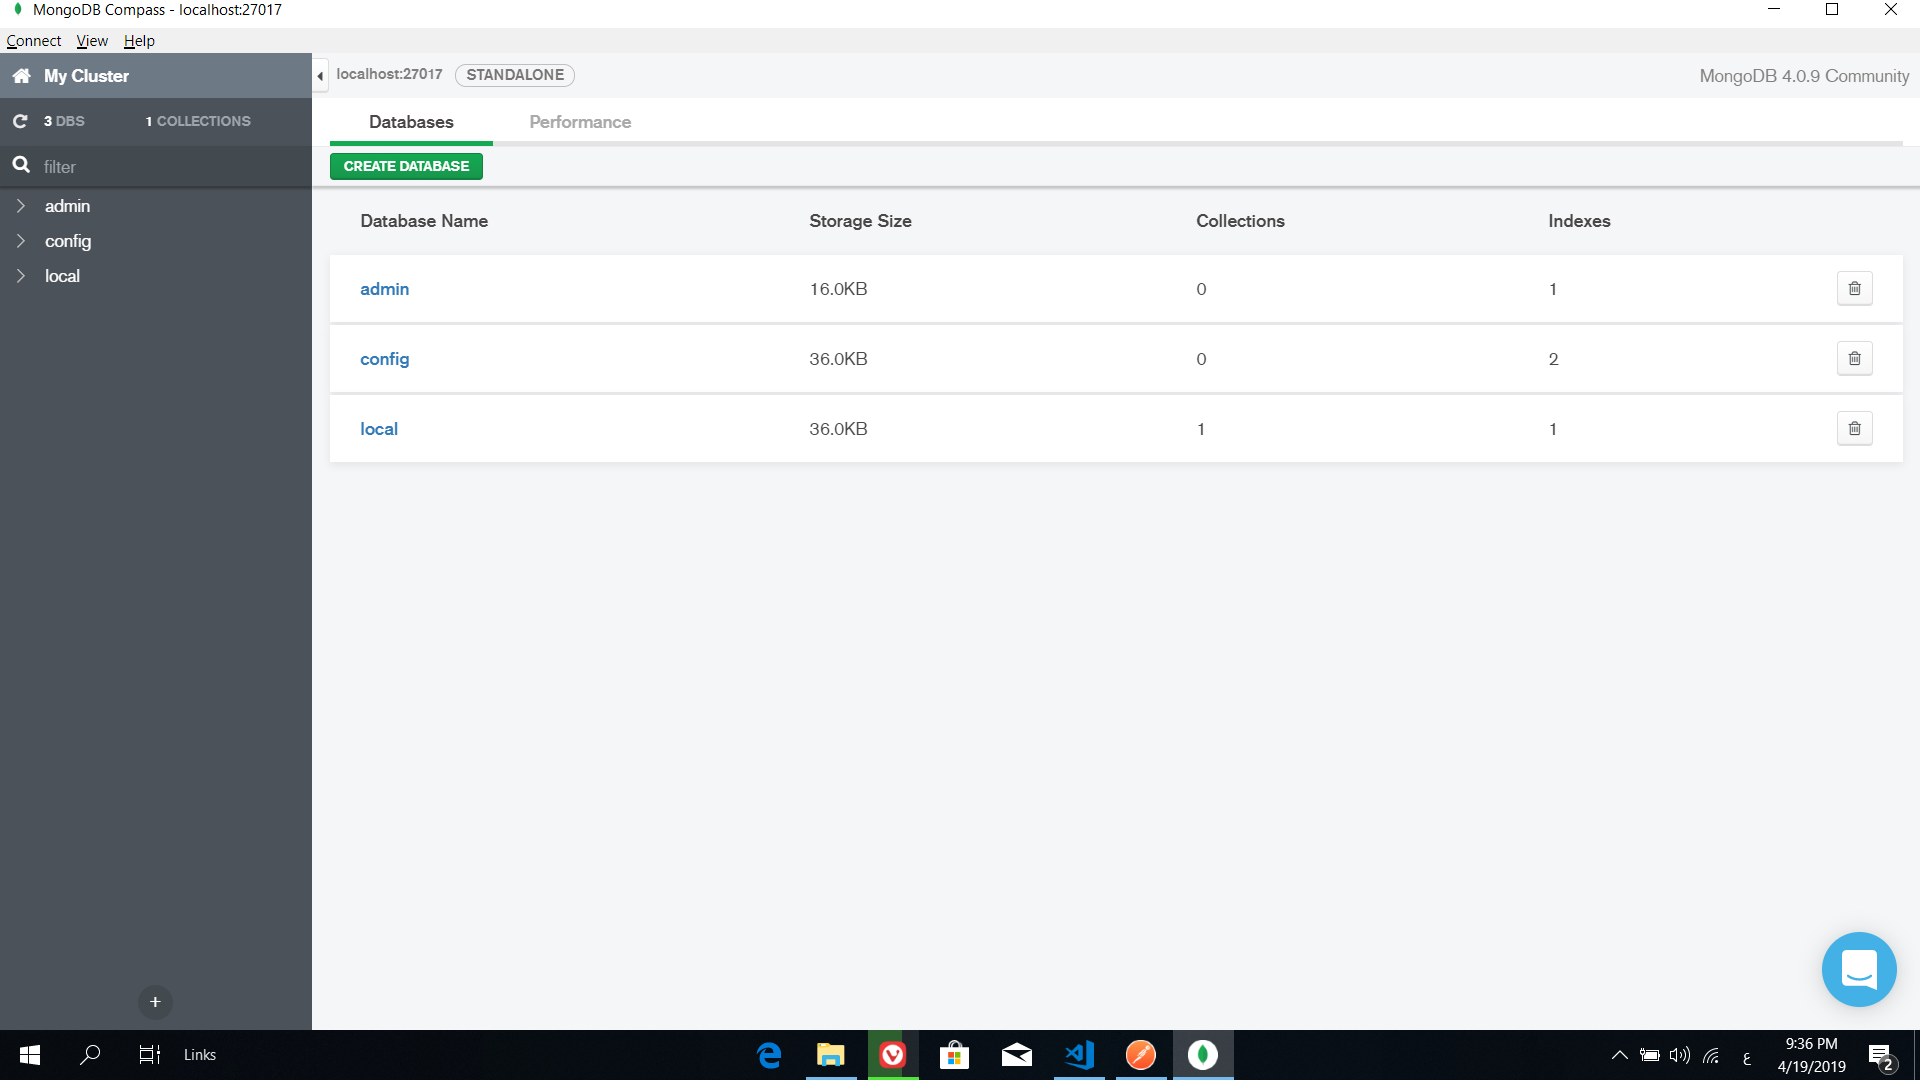 MongoDB Compass - localhost:27017
Connect View Help
My Cluster
localhost:27017 STANDALONE
MongoDB 4.0.9 Community
3 DBS 1 COLLECTIONS
filter
admin
config
local
Databases Performance
CREATE DATABASE
Database Name Storage Size Collections Indexes
admin 16.0KB 0 1
config 36.0KB 0 2
local 36.0KB 1 1
+
Links
ع
9:36 PM
4/19/2019
2